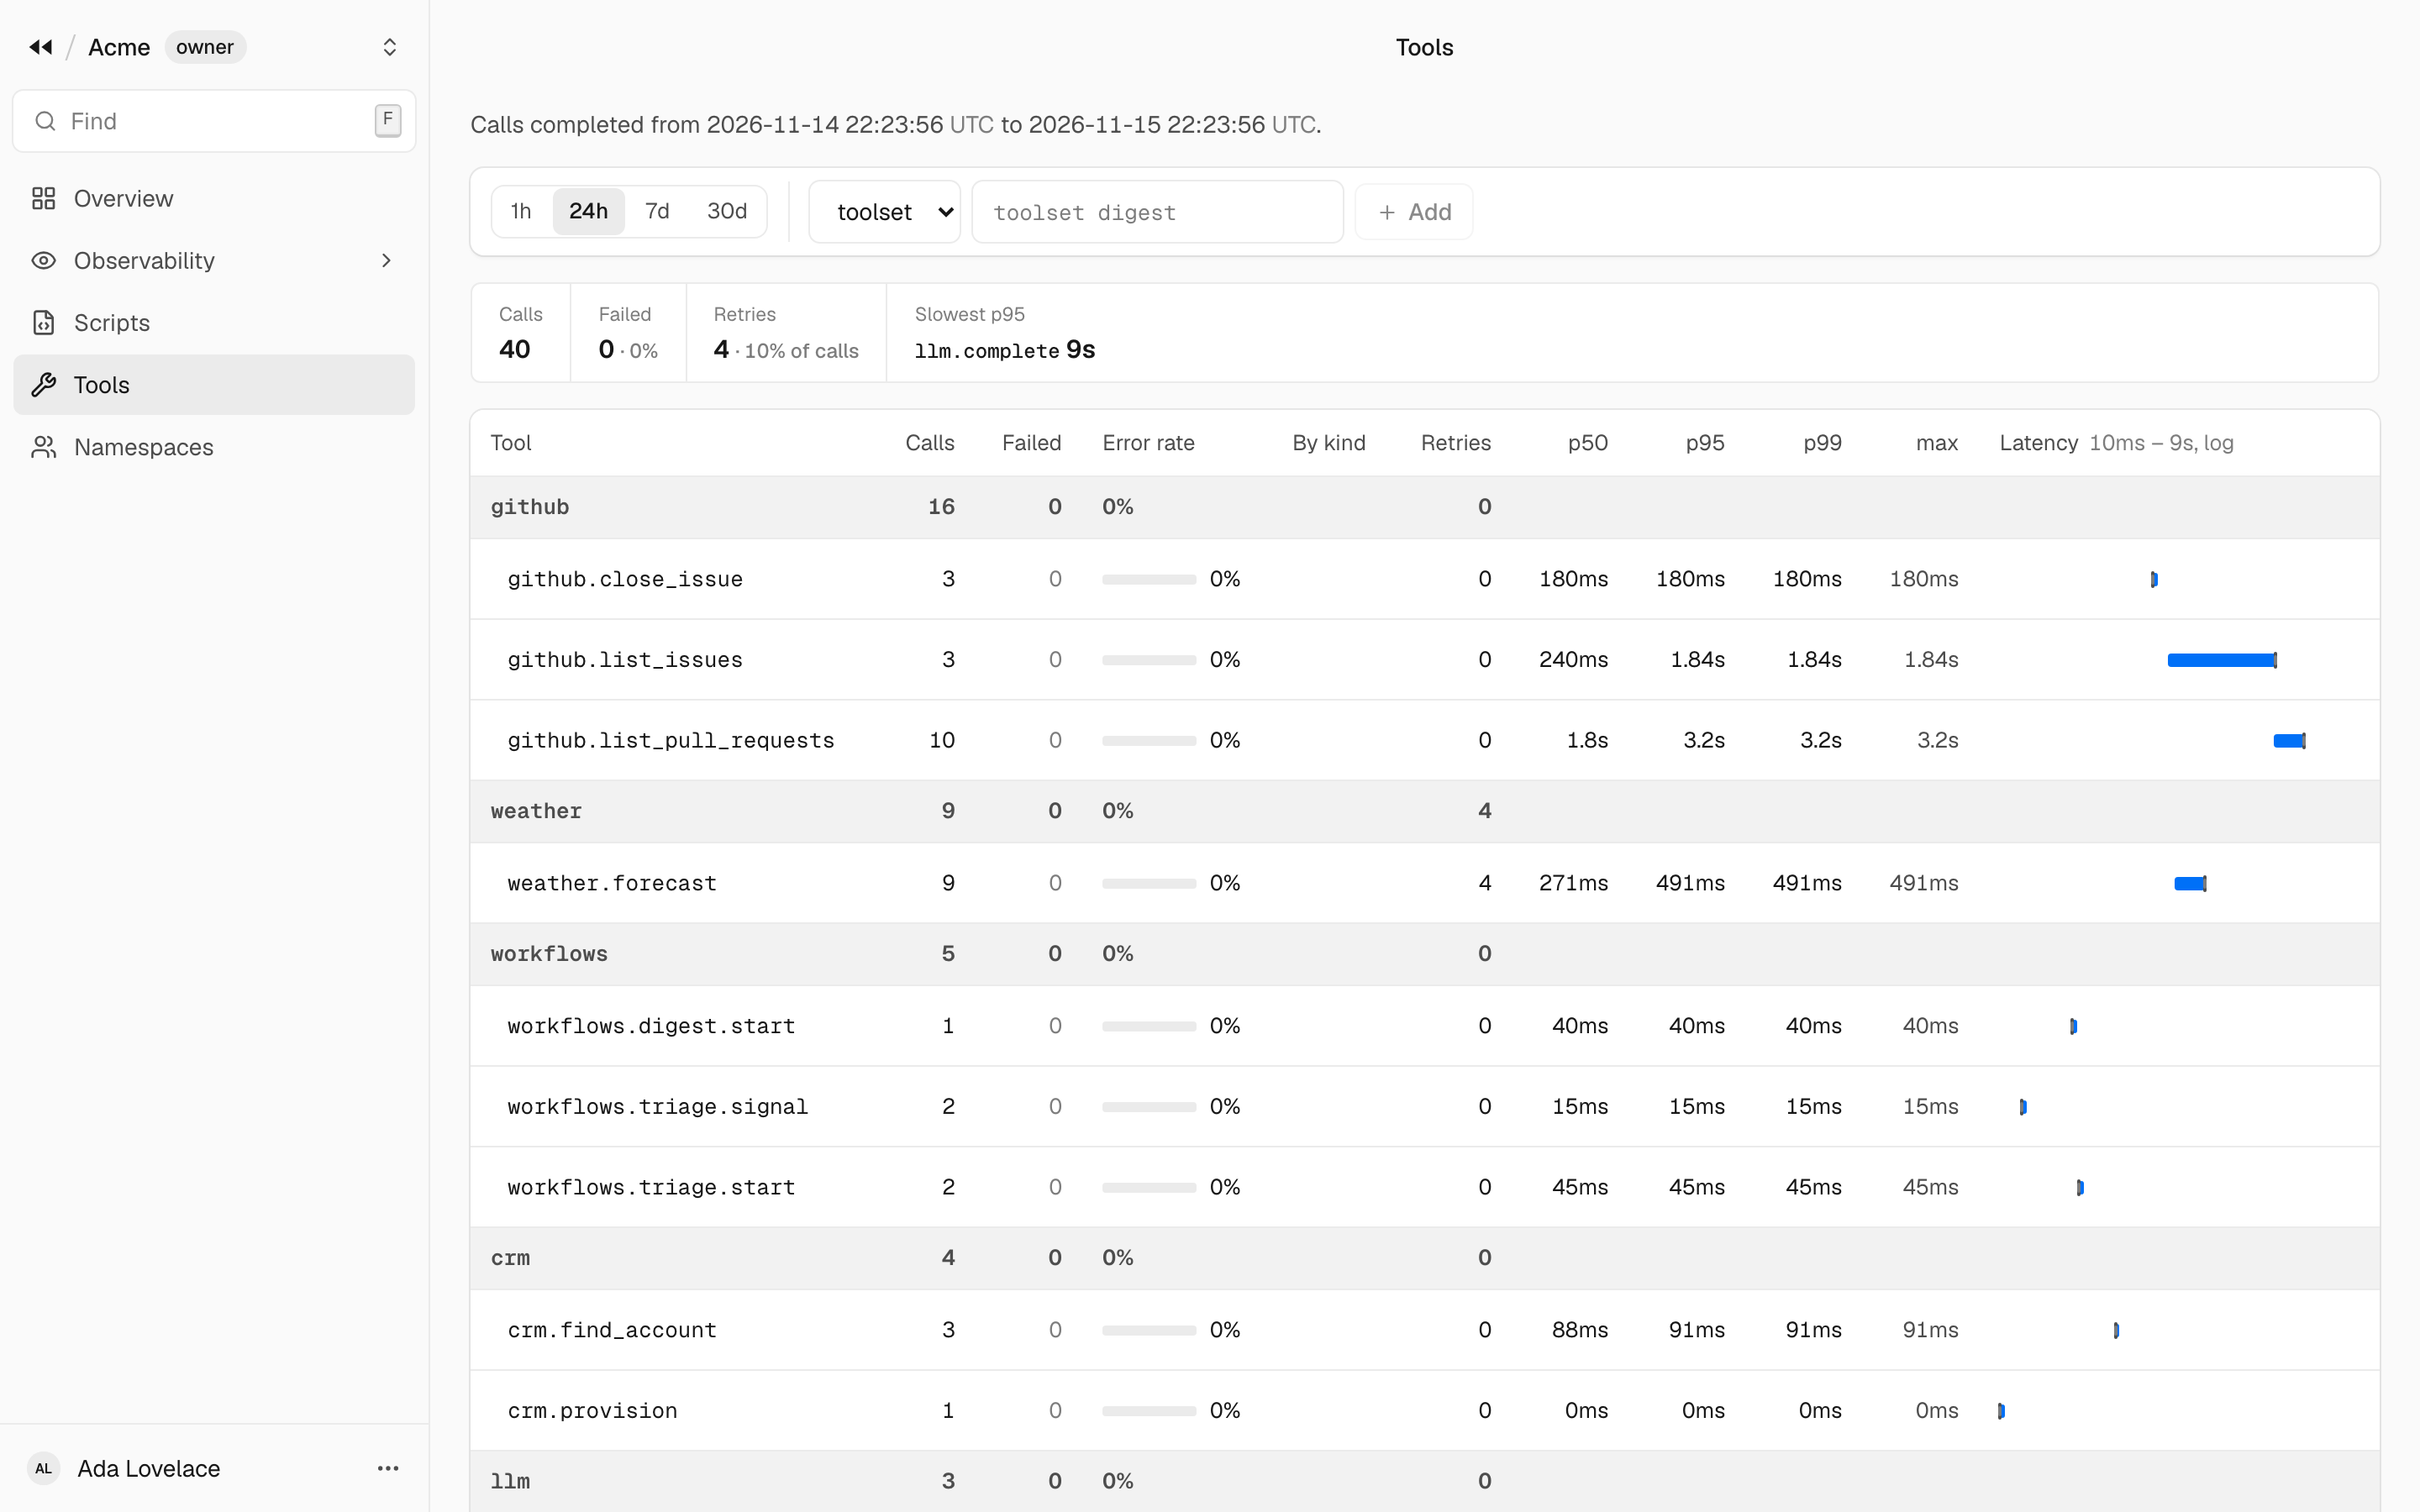 / Acme owner
Find F
Overview
Observability
Scripts
Tools
Namespaces
AL Ada Lovelace
Tools
Calls completed from 2026-11-14 22:23:56 UTC to 2026-11-15 22:23:56 UTC.
1h 24h 7d 30d toolset toolset digest + Add
Calls Failed Retries Slowest p95
40 0 · 0% 4 · 10% of calls llm.complete 9s
Tool Calls Failed Error rate By kind Retries p50 p95 p99 max Latency 10ms – 9s, log
github 16 0 0% 0
github.close_issue 3 0 0% 0 180ms 180ms 180ms 180ms
github.list_issues 3 0 0% 0 240ms 1.84s 1.84s 1.84s
github.list_pull_requests 10 0 0% 0 1.8s 3.2s 3.2s 3.2s
weather 9 0 0% 4
weather.forecast 9 0 0% 4 271ms 491ms 491ms 491ms
workflows 5 0 0% 0
workflows.digest.start 1 0 0% 0 40ms 40ms 40ms 40ms
workflows.triage.signal 2 0 0% 0 15ms 15ms 15ms 15ms
workflows.triage.start 2 0 0% 0 45ms 45ms 45ms 45ms
crm 4 0 0% 0
crm.find_account 3 0 0% 0 88ms 91ms 91ms 91ms
crm.provision 1 0 0% 0 0ms 0ms 0ms 0ms
llm 3 0 0% 0